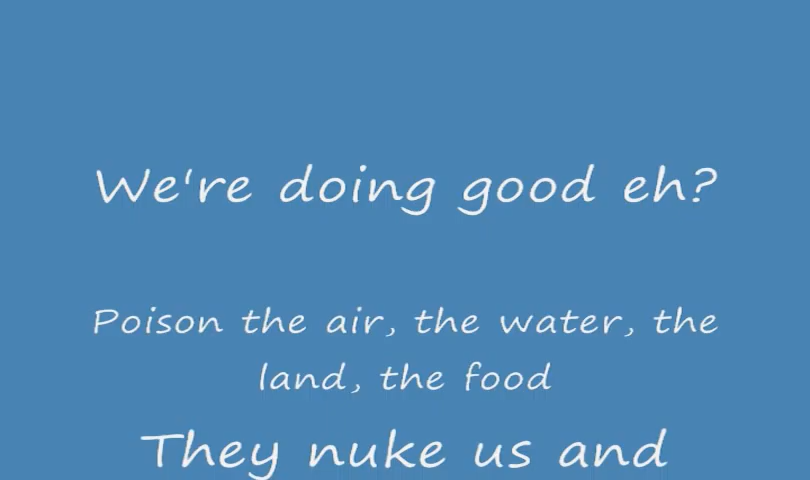 We're doing good eh?
Poison the air, the water, the
land, the food
They nuke us and